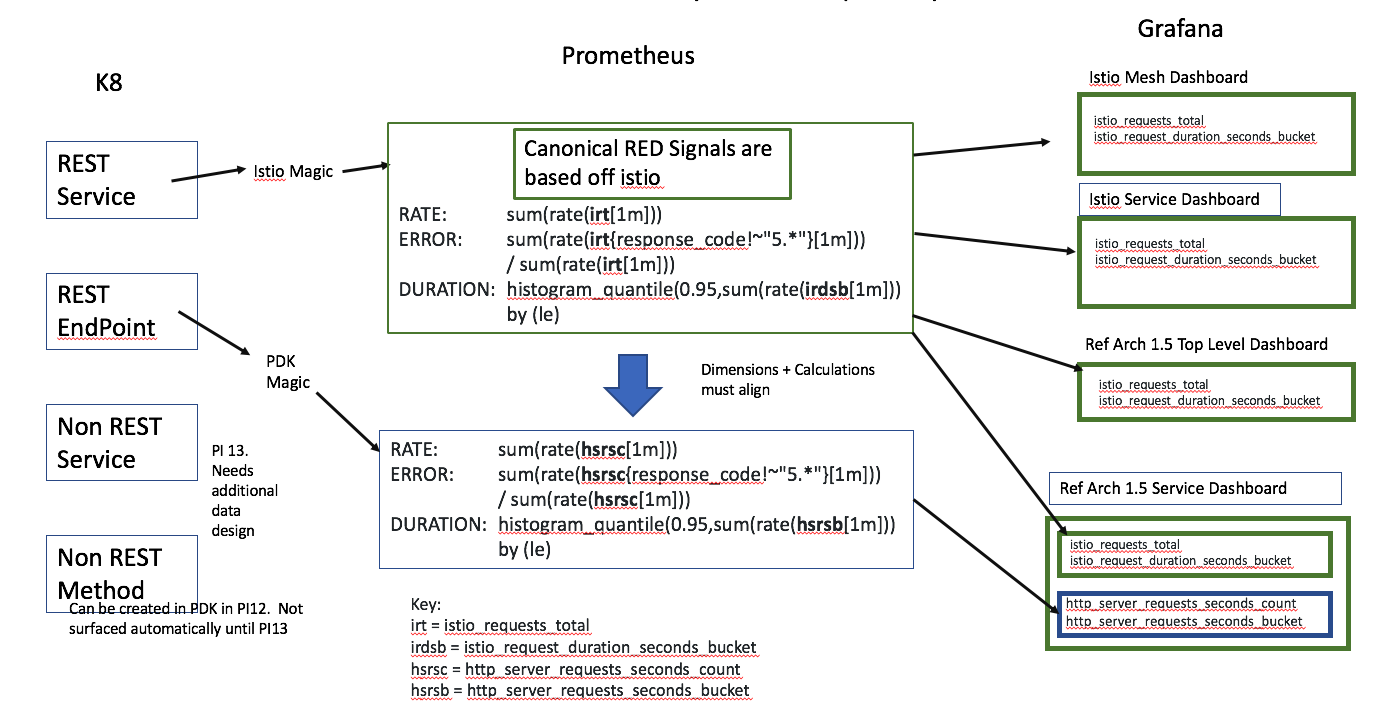 Grafana
Prometheus
K8
Istio Mesh Dashboard
istio_requests_total
istio_request_duration_seconds_bucket
REST
Service
Istio Magic
Canonical RED Signals are
based off istio
RATE: sum(rate(irt[1m]))
ERROR: sum(rate(irt{response_code!~"5.*"}[1m]))
/ sum(rate(irt[1m]))
DURATION: histogram_quantile(0.95,sum(rate(irdsb[1m]))
by (le)
Istio Service Dashboard
istio_requests_total
istio_request_duration_seconds_bucket
REST
EndPoint
PDK
Magic
Dimensions + Calculations
must align
Ref Arch 1.5 Top Level Dashboard
istio_requests_total
istio_request_duration_seconds_bucket
Non REST
Service
PI 13.
Needs
additional
data
design
RATE: sum(rate(hsrsc[1m]))
ERROR: sum(rate(hsrsc{response_code!~"5.*"}[1m]))
/ sum(rate(hsrsc[1m]))
DURATION: histogram_quantile(0.95,sum(rate(hsrsb[1m]))
by (le)
Ref Arch 1.5 Service Dashboard
istio_requests_total
istio_request_duration_seconds_bucket
http_server_requests_seconds_count
http_server_requests_seconds_bucket
Non REST
Method
Can be created in PDK in PI12. Not
surfaced automatically until PI13
Key:
irt = istio_requests_total
irdsb = istio_request_duration_seconds_bucket
hsrsc = http_server_requests_seconds_count
hsrsb = http_server_requests_seconds_bucket